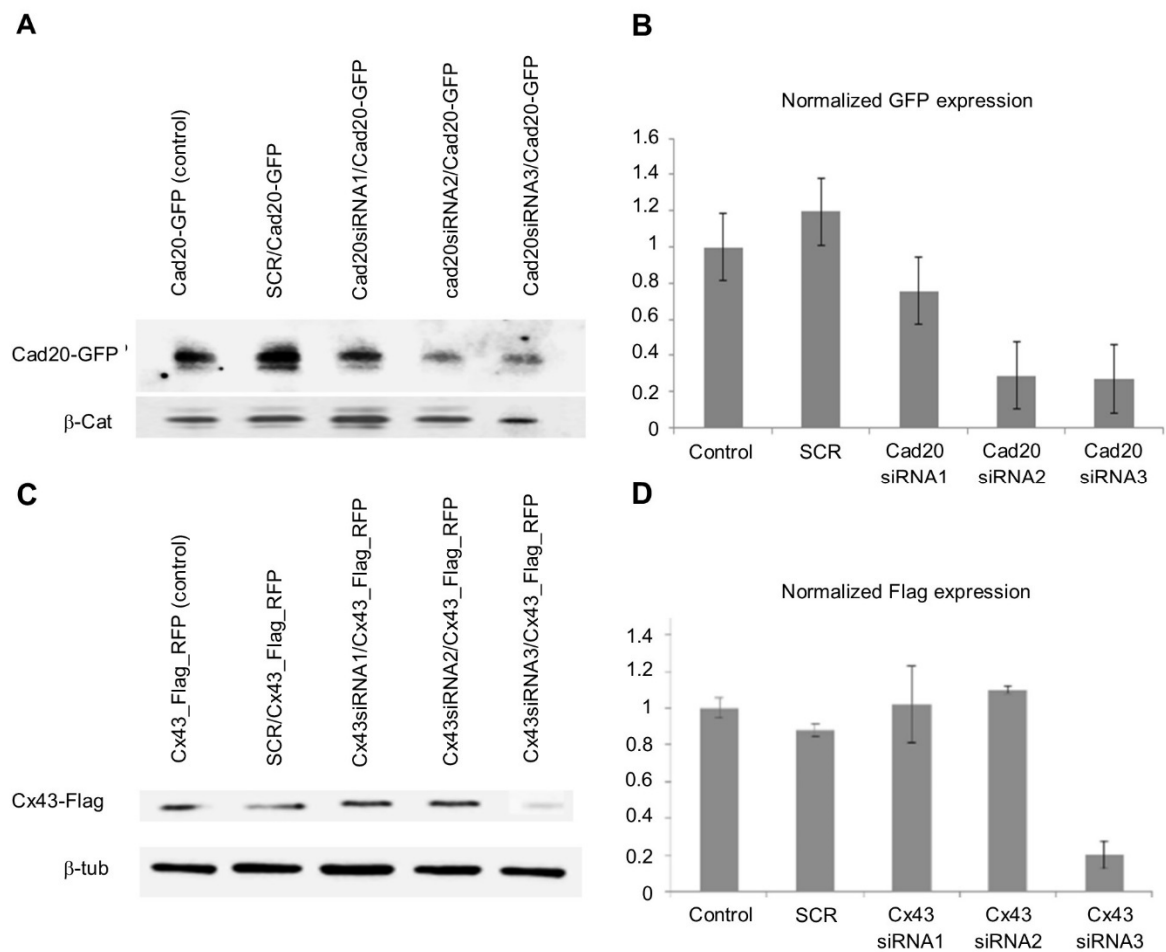 A
Cad20-GFP (control)
SCR/Cad20-GFP
Cad20siRNA1/Cad20-GFP
cad20siRNA2/Cad20-GFP
Cad20siRNA3/Cad20-GFP
Cad20-GFP
β-Cat
B
Normalized GFP expression
1.6
1.4
1.2
1
0.8
0.6
0.4
0.2
0
Control SCR Cad20 Cad20 Cad20
siRNA1 siRNA2 siRNA3
C
Cx43_Flag_RFP (control)
SCR/Cx43_Flag_RFP
Cx43siRNA1/Cx43_Flag_RFP
Cx43siRNA2/Cx43_Flag_RFP
Cx43siRNA3/Cx43_Flag_RFP
Cx43-Flag
β-tub
D
Normalized Flag expression
1.4
1.2
1
0.8
0.6
0.4
0.2
0
Control SCR Cx43 Cx43 Cx43
siRNA1 siRNA2 siRNA3